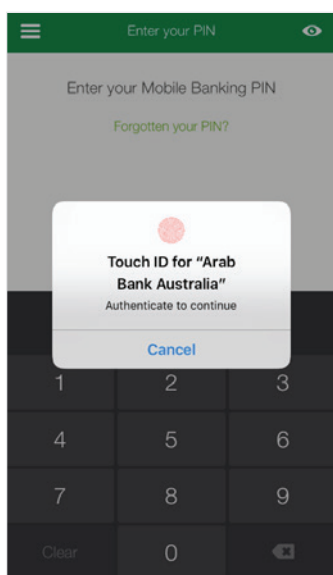 Enter your PIN
Enter your Mobile Banking PIN
Forgotten your PIN?
Touch ID for “Arab
Bank Australia”
Authenticate to continue
Cancel
1 2 3
4 5 6
7 8 9
Clear 0